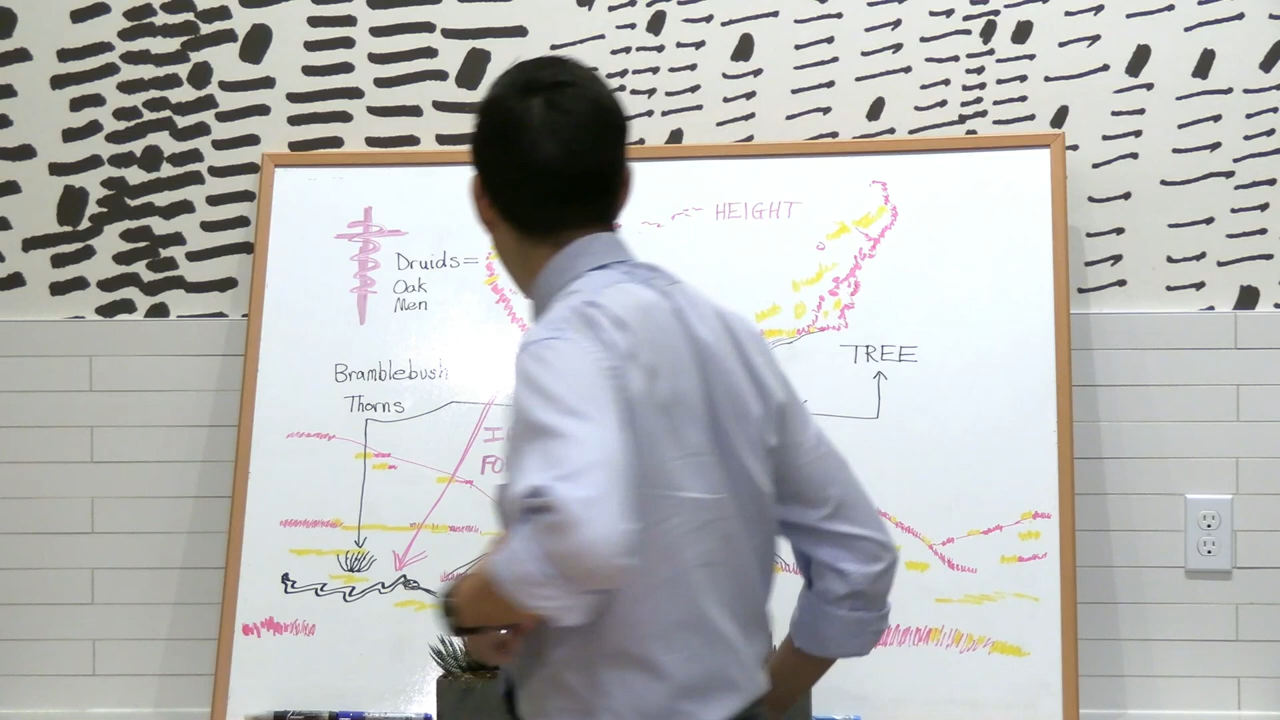 HEIGHT
Druids=
Oak
Men
TREE
Bramblebush
Thorns